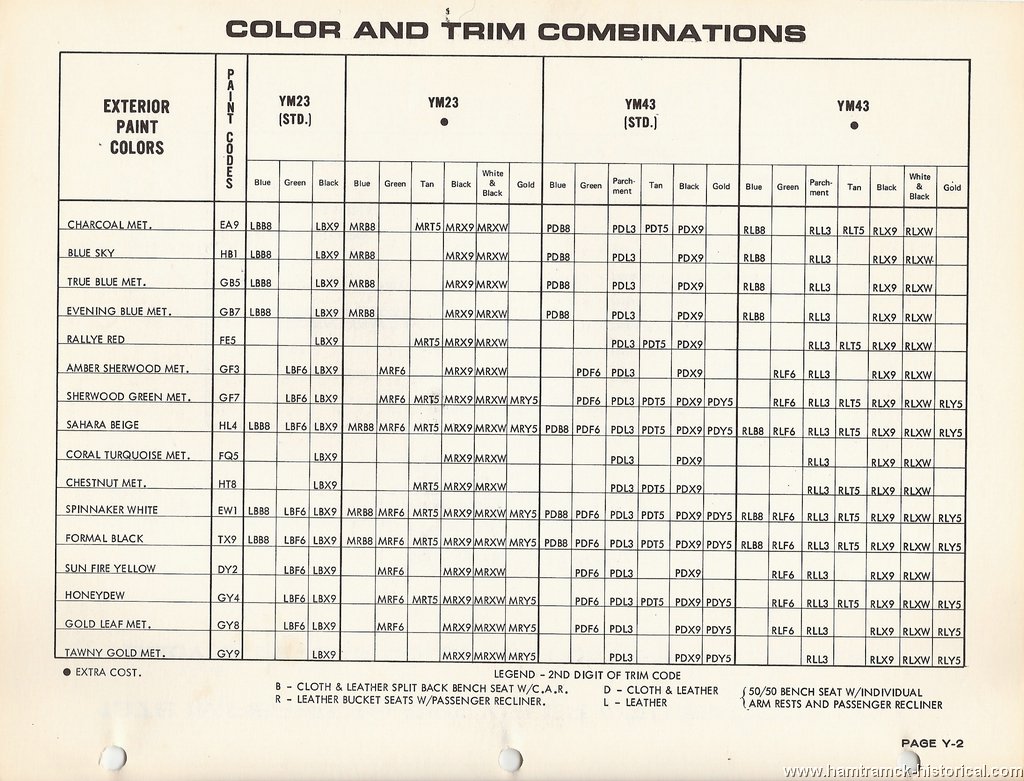 COLOR AND TRIM COMBINATIONS
EXTERIOR PAINT COLORS PAINT CODES YM23 (STD.) YM23 ● YM43 (STD.) YM43 ●
Blue Green Black Blue Green Tan Black White & Black Gold Blue Green Parch-ment Tan Black Gold Blue Green Parch-ment Tan Black White & Black Gold
CHARCOAL MET. EA9 LBB8 LBX9 MRB8 MRT5 MRX9 MRXW PDB8 PDL3 PDT5 PDX9 RLB8 RLL3 RLT5 RLX9 RLXW
BLUE SKY HB1 LBB8 LBX9 MRB8 MRX9 MRXW PDB8 PDL3 PDX9 RLB8 RLL3 RLX9 RLXW
TRUE BLUE MET. GB5 LBB8 LBX9 MRB8 MRX9 MRXW PDB8 PDL3 PDX9 RLB8 RLL3 RLX9 RLXW
EVENING BLUE MET. GB7 LBB8 LBX9 MRB8 MRX9 MRXW PDB8 PDL3 PDX9 RLB8 RLL3 RLX9 RLXW
RALLYE RED FE5 LBX9 MRT5 MRX9 MRXW PDL3 PDT5 PDX9 RLL3 RLT5 RLX9 RLXW
AMBER SHERWOOD MET. GF3 LBF6 LBX9 MRF6 MRX9 MRXW PDF6 PDL3 PDX9 RLF6 RLL3 RLX9 RLXW
SHERWOOD GREEN MET. GF7 LBF6 LBX9 MRF6 MRT5 MRX9 MRXW MRY5 PDF6 PDL3 PDT5 PDX9 PDY5 RLF6 RLL3 RLT5 RLX9 RLXW RLY5
SAHARA BEIGE HL4 LBB8 LBF6 LBX9 MRB8 MRF6 MRT5 MRX9 MRXW MRY5 PDB8 PDF6 PDL3 PDT5 PDX9 PDY5 RLB8 RLF6 RLL3 RLT5 RLX9 RLXW RLY5
CORAL TURQUOISE MET. FQ5 LBX9 MRX9 MRXW PDL3 PDX9 RLL3 RLX9 RLXW
CHESTNUT MET. HT8 LBX9 MRT5 MRX9 MRXW PDL3 PDT5 PDX9 RLL3 RLT5 RLX9 RLXW
SPINNAKER WHITE EW1 LBB8 LBF6 LBX9 MRB8 MRF6 MRT5 MRX9 MRXW MRY5 PDB8 PDF6 PDL3 PDT5 PDX9 PDY5 RLB8 RLF6 RLL3 RLT5 RLX9 RLXW RLY5
FORMAL BLACK TX9 LBB8 LBF6 LBX9 MRB8 MRF6 MRT5 MRX9 MRXW MRY5 PDB8 PDF6 PDL3 PDT5 PDX9 PDY5 RLB8 RLF6 RLL3 RLT5 RLX9 RLXW RLY5
SUN FIRE YELLOW DY2 LBF6 LBX9 MRF6 MRX9 MRXW PDF6 PDL3 PDX9 RLF6 RLL3 RLX9 RLXW
HONEYDEW GY4 LBF6 LBX9 MRF6 MRT5 MRX9 MRXW MRY5 PDF6 PDL3 PDT5 PDX9 PDY5 RLF6 RLL3 RLT5 RLX9 RLXW RLY5
GOLD LEAF MET. GY8 LBF6 LBX9 MRF6 MRX9 MRXW MRY5 PDF6 PDL3 PDX9 PDY5 RLF6 RLL3 RLX9 RLXW RLY5
TAWNY GOLD MET. GY9 LBX9 MRX9 MRXW MRY5 PDL3 PDX9 PDY5 RLL3 RLX9 RLXW RLY5
● EXTRA COST. LEGEND - 2ND DIGIT OF TRIM CODE
B - CLOTH & LEATHER SPLIT BACK BENCH SEAT W/C.A.R. D - CLOTH & LEATHER { 50/50 BENCH SEAT W/INDIVIDUAL
R - LEATHER BUCKET SEATS W/PASSENGER RECLINER. L - LEATHER ARM RESTS AND PASSENGER RECLINER
PAGE Y-2
www.hamtramck-historical.com